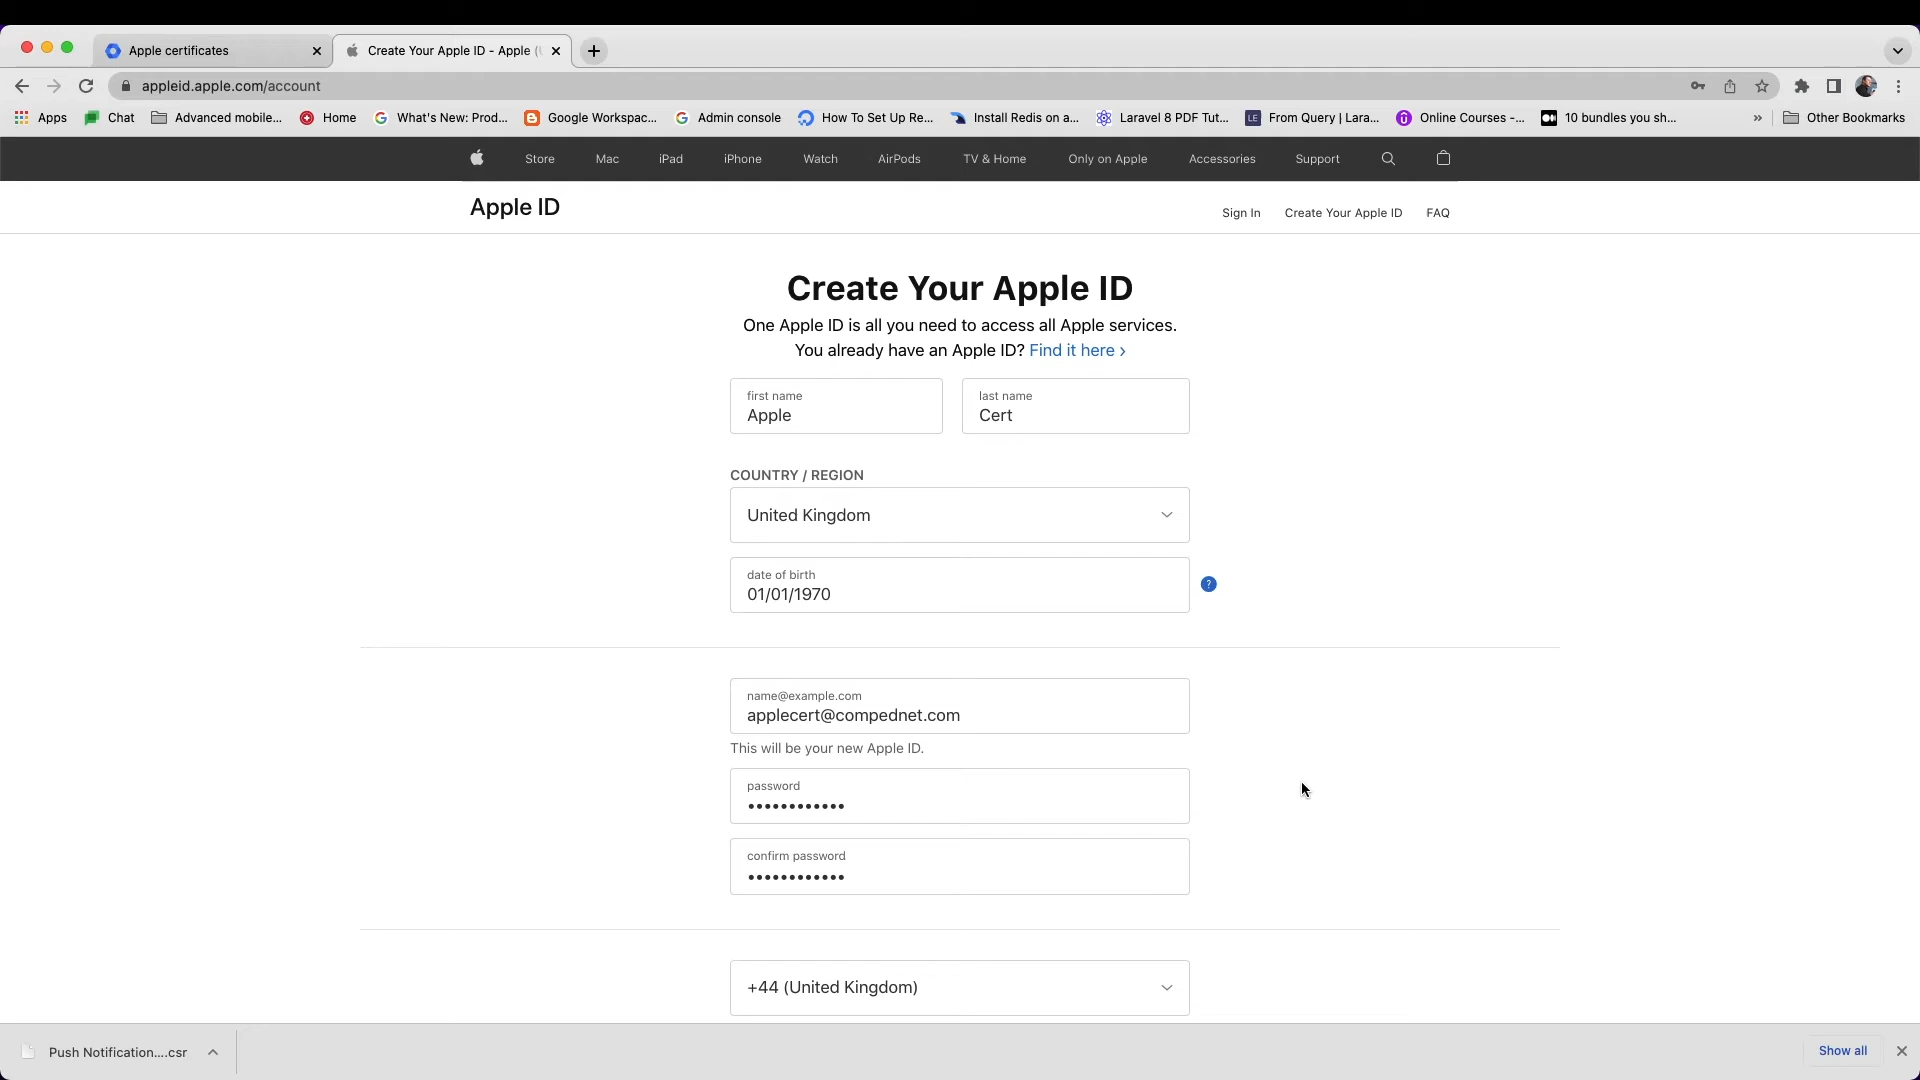 Apple certificates
Create Your Apple ID - Apple (
appleid.apple.com/account
Apps
Chat
Advanced mobile...
Home
What's New: Prod...
Google Workspac...
Admin console
How To Set Up Re...
Install Redis on a...
Laravel 8 PDF Tut...
LE
From Query | Lara...
Online Courses -...
10 bundles you sh...
»
Other Bookmarks
Store
Mac
iPad
iPhone
Watch
AirPods
TV & Home
Only on Apple
Accessories
Support
Apple ID
Sign In
Create Your Apple ID
FAQ
Create Your Apple ID
One Apple ID is all you need to access all Apple services.
You already have an Apple ID? Find it here ›
first name
Apple
last name
Cert
COUNTRY / REGION
United Kingdom
date of birth
01/01/1970
?
name@example.com
applecert@compednet.com
This will be your new Apple ID.
password
••••••••••••
confirm password
••••••••••••
+44 (United Kingdom)
Push Notification....csr
Show all